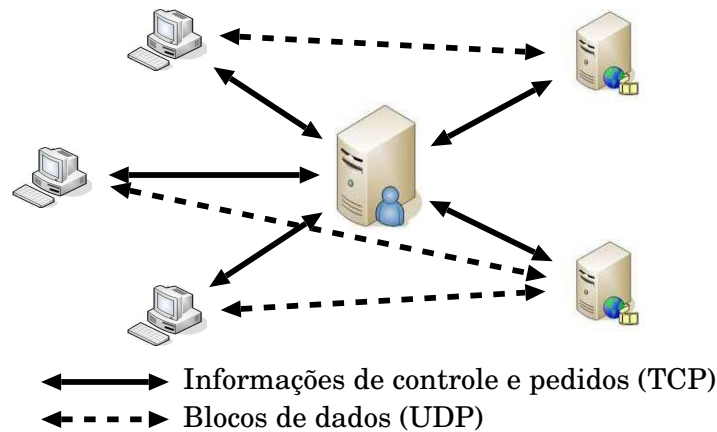 Informações de controle e pedidos (TCP)
Blocos de dados (UDP)